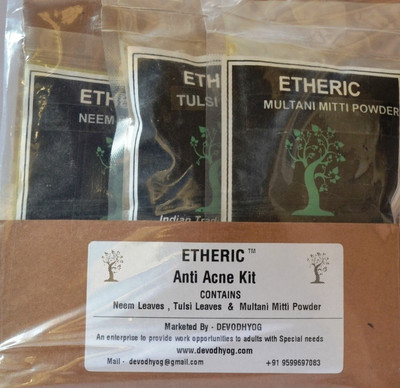 ETHERIC
NEEM
ETHERIC
TULSI
Indian Trad
ETHERIC
MULTANI MITTI POWDER
ETHERIC™
Anti Acne Kit
CONTAINS
Neem Leaves , Tulsi Leaves & Multani Mitti Powder
Marketed By - DEVODHYOG
An enterprise to provide work opportunities to adults with Special needs
www.devodhyog.com
Mail - devodhyog@gmail.com +91 9599697083